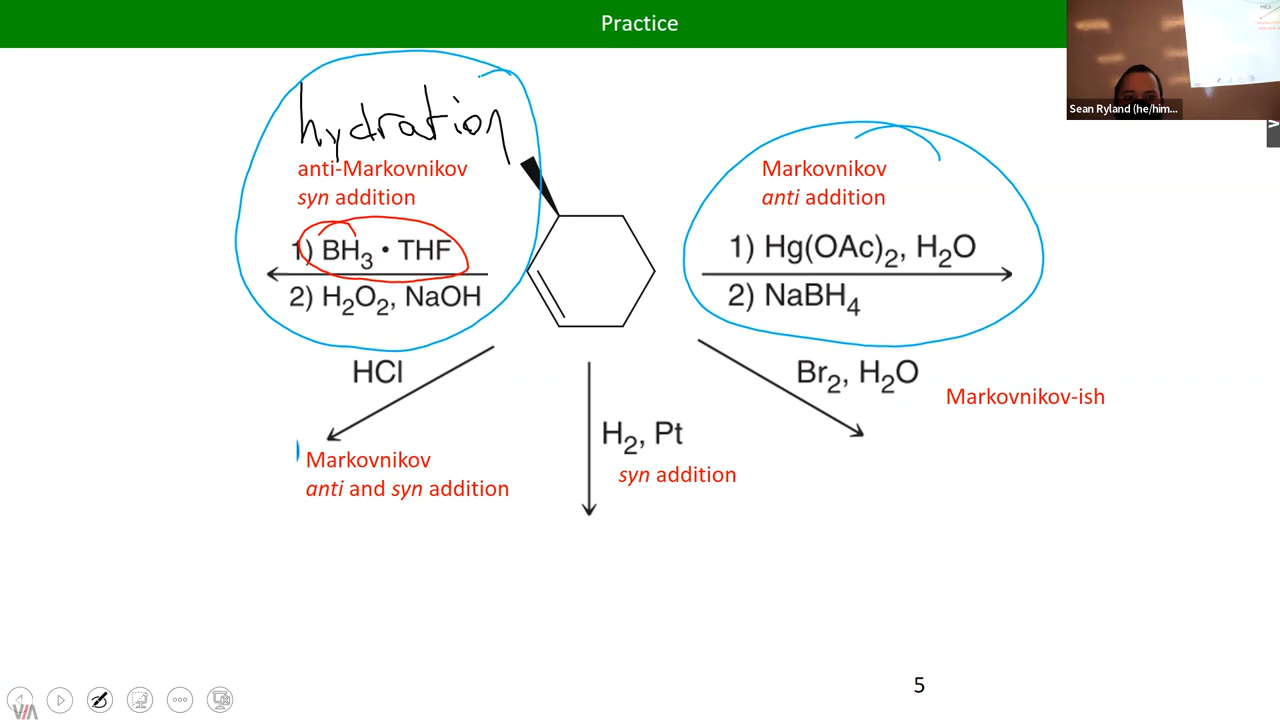 Practice
Sean Ryland (he/him...
hydration
anti-Markovnikov
syn addition
1) BH₃ • THF
2) H₂O₂, NaOH
Markovnikov
anti addition
1) Hg(OAc)₂, H₂O
2) NaBH₄
HCl
Markovnikov
anti and syn addition
H₂, Pt
syn addition
Br₂, H₂O
Markovnikov-ish
5
VIA